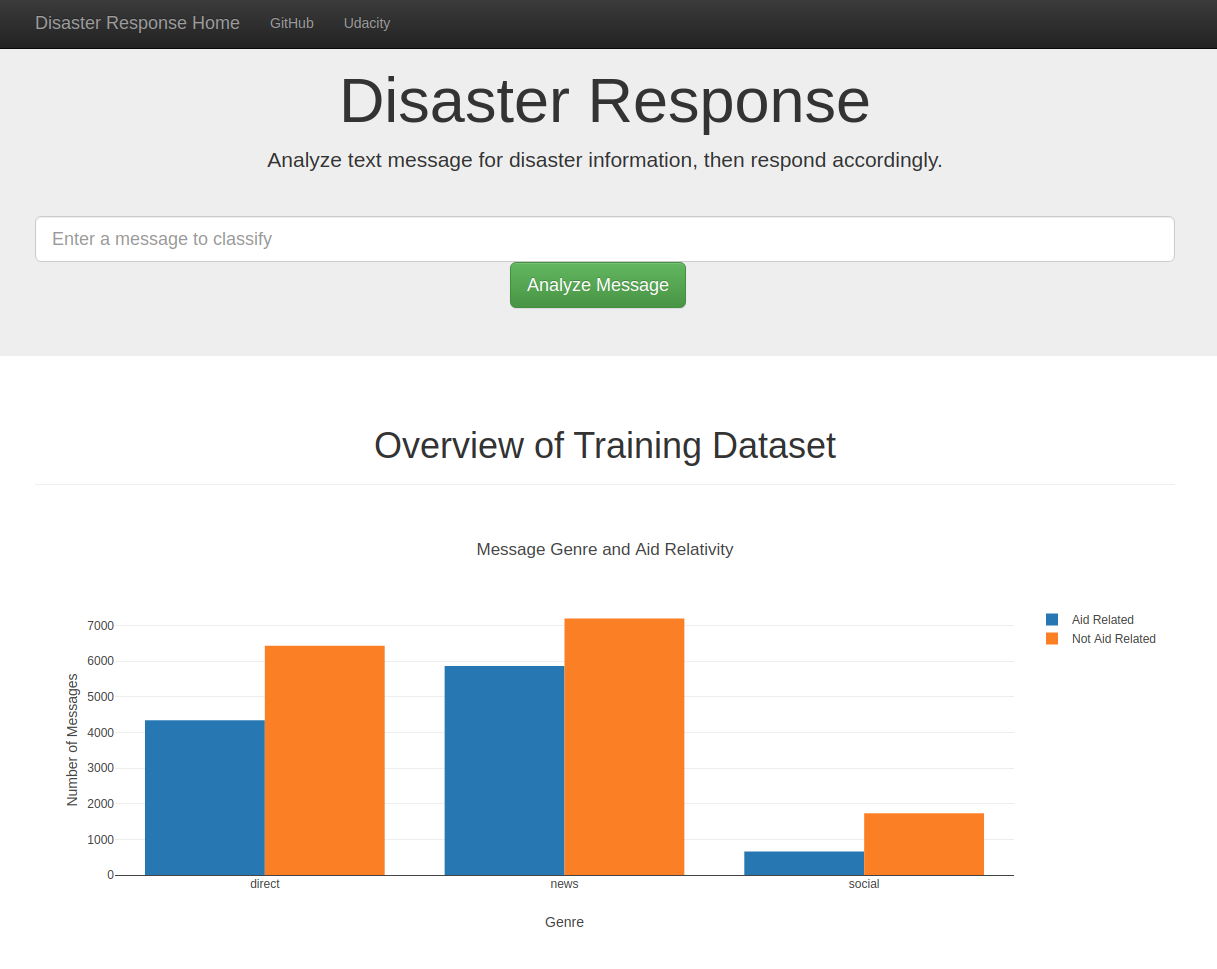 Disaster Response Home GitHub Udacity
Disaster Response
Analyze text message for disaster information, then respond accordingly.
Enter a message to classify
Analyze Message
Overview of Training Dataset
Message Genre and Aid Relativity
Number of Messages
7000
6000
5000
4000
3000
2000
1000
0
direct news social
Genre
Aid Related
Not Aid Related